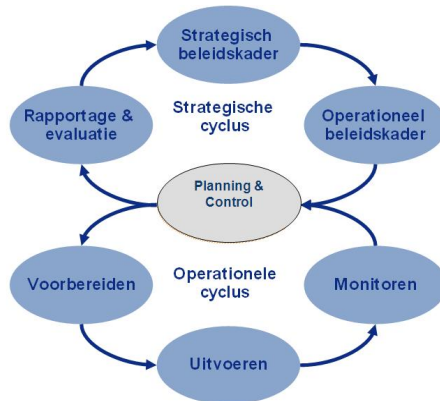 Strategisch
beleidskader
Rapportage &
evaluatie
Strategische
cyclus
Operationeel
beleidskader
Planning &
Control
Voorbereiden
Operationele
cyclus
Monitoren
Uitvoeren